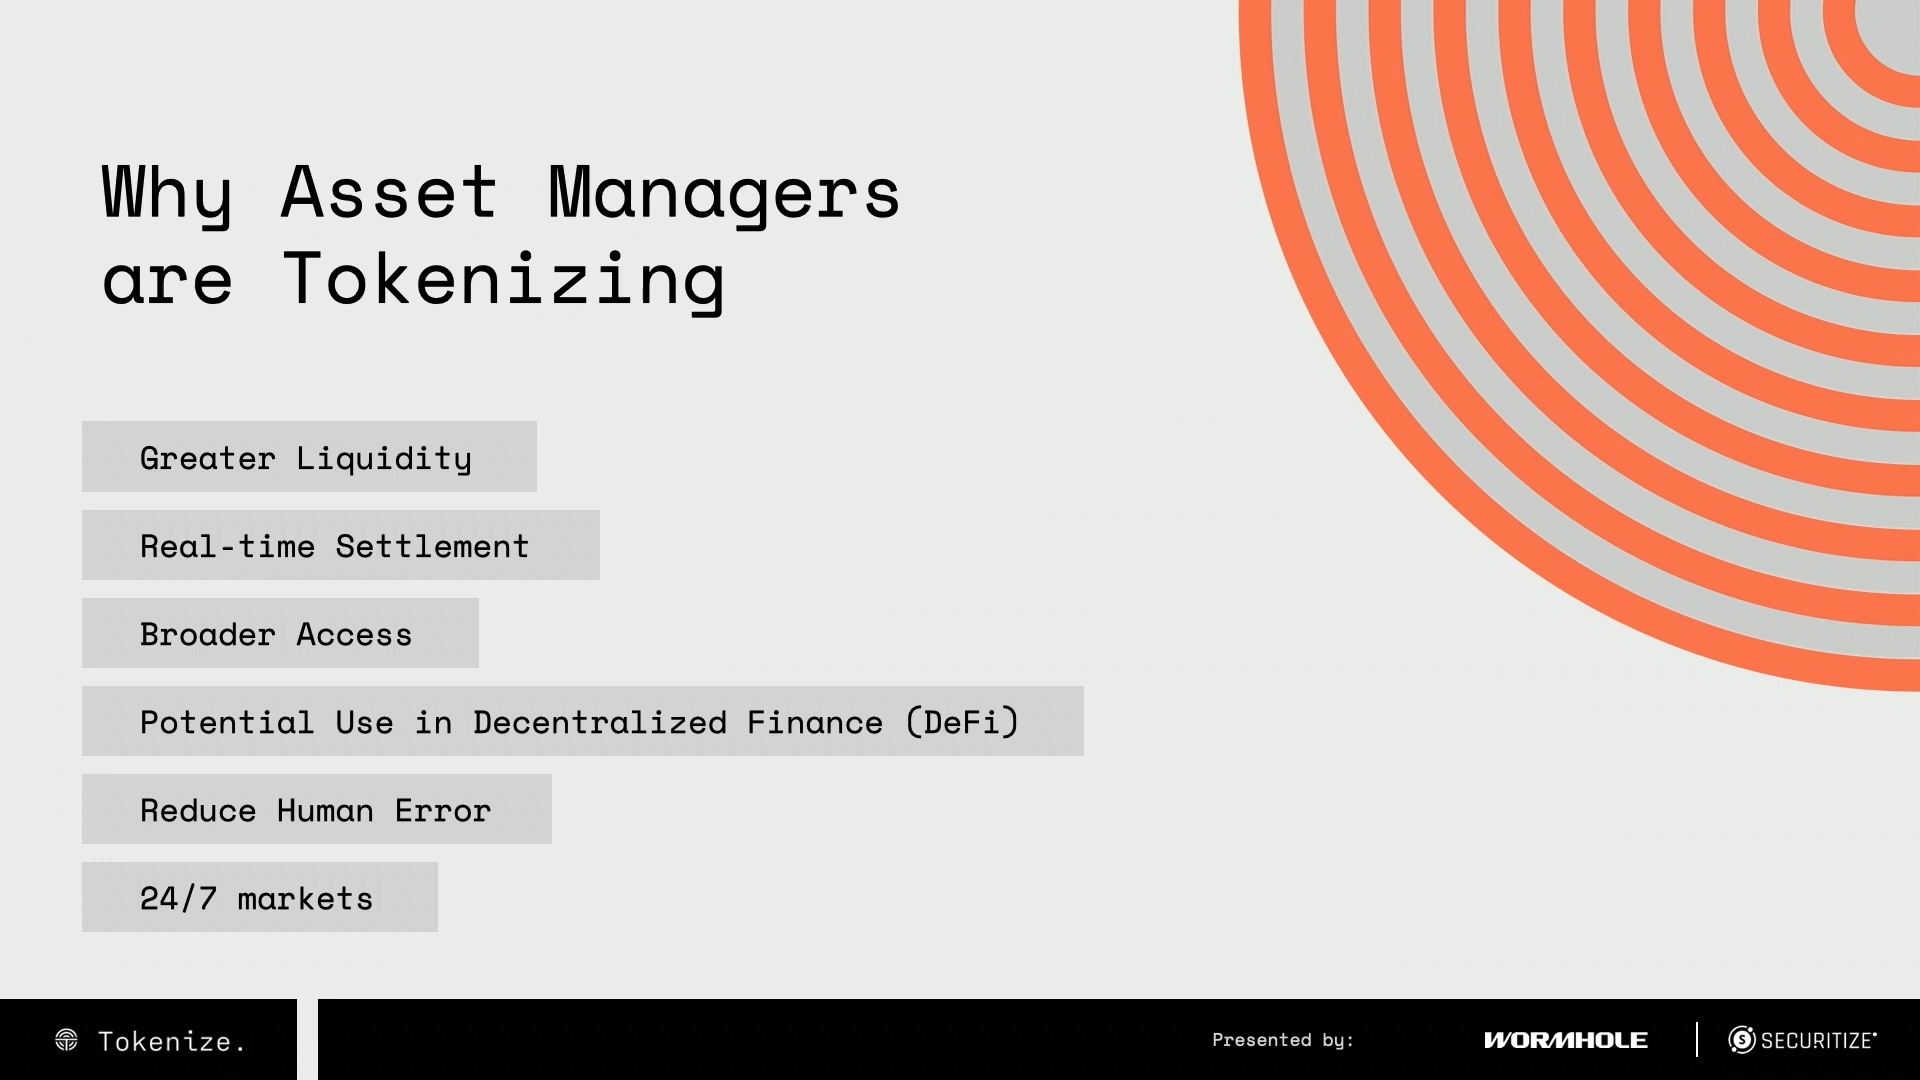 Why Asset Managers
are Tokenizing
Greater Liquidity
Real-time Settlement
Broader Access
Potential Use in Decentralized Finance (DeFi)
Reduce Human Error
24/7 markets
Tokenize.
Presented by:
WORMHOLE
SECURITIZE